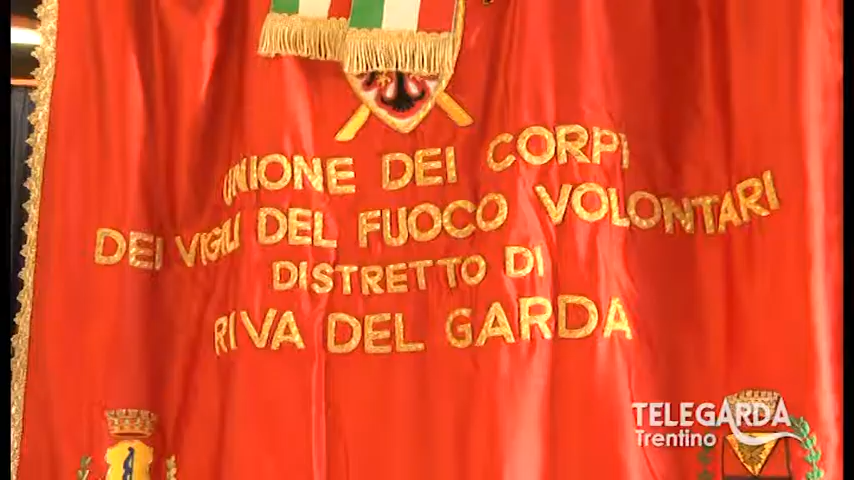 UNIONE DEI CORPI
DEI VIGILI DEL FUOCO VOLONTARI
DISTRETTO DI
RIVA DEL GARDA
TELEGARDA
Trentino